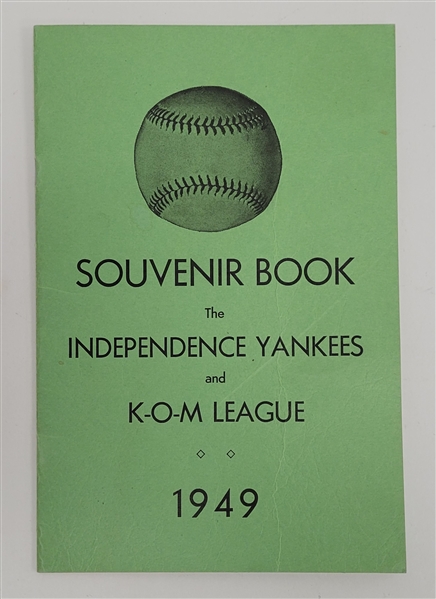 SOUVENIR BOOK
The
INDEPENDENCE YANKEES
and
K-O-M LEAGUE
1949